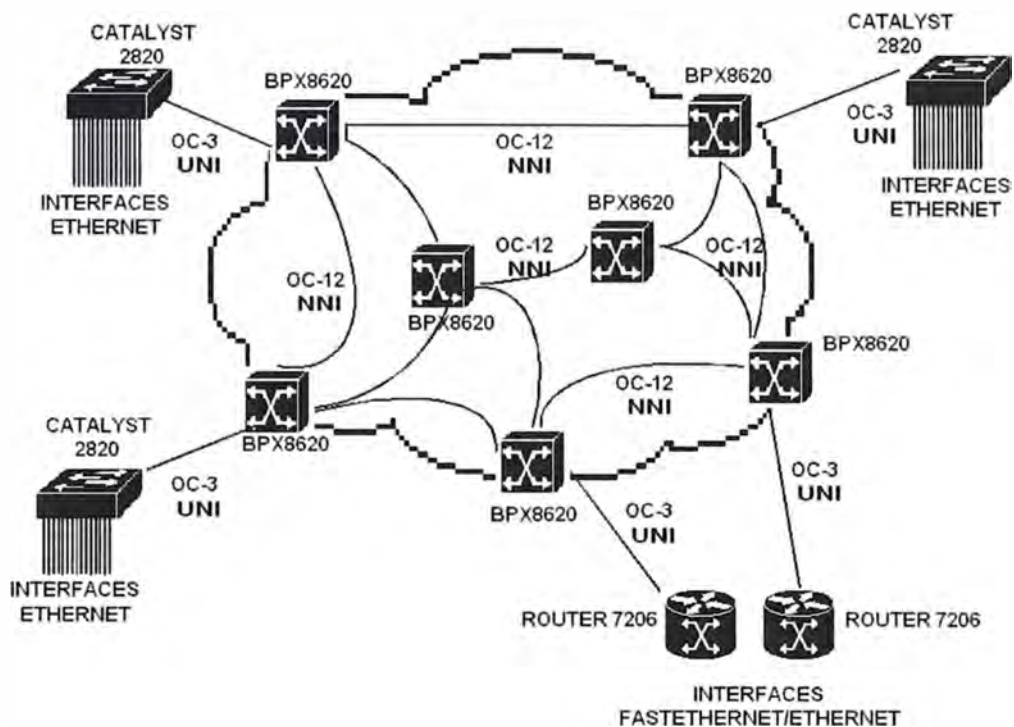 CATALYST
2820
BPX8620
BPX8620
CATALYST
2820
OC-3
UNI
OC-12
NNI
OC-3
UNI
INTERFACES
ETHERNET
INTERFACES
ETHERNET
BPX8620
OC-12
NNI
OC-12
NNI
OC-12
NNI
BPX8620
BPX8620
OC-12
NNI
CATALYST
2820
BPX8620
OC-3
UNI
BPX8620
OC-3
UNI
OC-3
UNI
INTERFACES
ETHERNET
ROUTER 7206
ROUTER 7206
INTERFACES
FASTETHERNET/ETHERNET